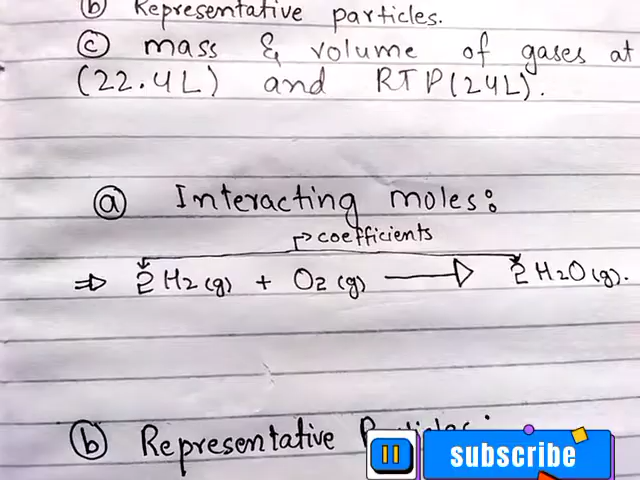 ⓑ Representative particles.
ⓒ mass & volume of gases at
(22.4L) and RTP(24L).
ⓐ Interacting moles:
↱ coefficients
⇒ 2H2(g) + O2(g) ⟶ 2H2O(g).
ⓑ Representative Particles:
subscribe